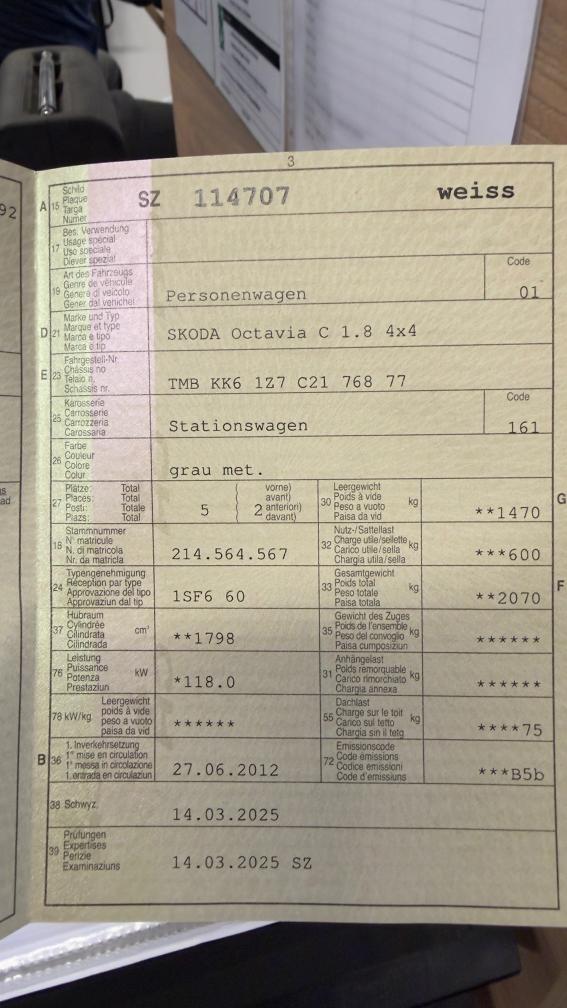 3
92
A 15 Schild
Plaque
Targa
Numer
SZ 114707 weiss
17 Bes. Verwendung
Usage spécial
Uso speciale
Diever spezial
19 Art des Fahrzeugs
Genre de véhicule
Genere di veicolo
Gener dal vehichel
Personenwagen
Code
01
D 21 Marke und Typ
Marque et type
Marca e tipo
Marca e tip
SKODA Octavia C 1.8 4x4
E 23 Fahrgestell-Nr.
Châssis no
Telaio n.
Schassis nr.
TMB KK6 1Z7 C21 768 77
25 Karosserie
Carrosserie
Carrozzeria
Carossaria
Stationswagen
Code
161
26 Farbe
Couleur
Colore
Colur
grau met.
27 Plätze: Total
Places: Total
Posti: Totale
Plazs: Total
5
( vorne)
avant)
2 anteriori)
( davant)
30 Leergewicht
Poids à vide kg
Peso a vuoto
Paisa da vid
**1470
G
18 Stammnummer
N° matricule
N. di matricola
Nr. da matricla
214.564.567
32 Nutz-/Sattellast
Charge utile/sellette kg
Carico utile/sella
Chargia utila/sella
***600
24 Typengenehmigung
Réception par type
Approvazione del tipo
Approvaziun dal tip
1SF6 60
33 Gesamtgewicht
Poids total kg
Peso totale
Paisa totala
**2070
F
37 Hubraum
Cylindrée cm³
Cilindrata
Cilindrada
**1798
35 Gewicht des Zuges
Poids de l'ensemble kg
Peso del convoglio
Paisa cumposiziun
******
76 Leistung
Puissance kW
Potenza
Prestaziun
*118.0
31 Anhängelast
Poids remorquable kg
Carico rimorchiato
Chargia annexa
******
78 kW/kg Leergewicht
poids à vide
peso a vuoto
paisa da vid
******
55 Dachlast
Charge sur le toit kg
Carico sul tetto
Chargia sin il tetg
****75
B 36 1. Inverkehrsetzung
1re mise en circulation
1a messa in circolazione
1. entrada en circulaziun
27.06.2012
72 Emissionscode
Code émissions
Codice emissioni
Code d'emissiuns
***B5b
38 Schwyz,
14.03.2025
39 Prüfungen
Expertises
Perizie
Examinaziuns
14.03.2025 SZ